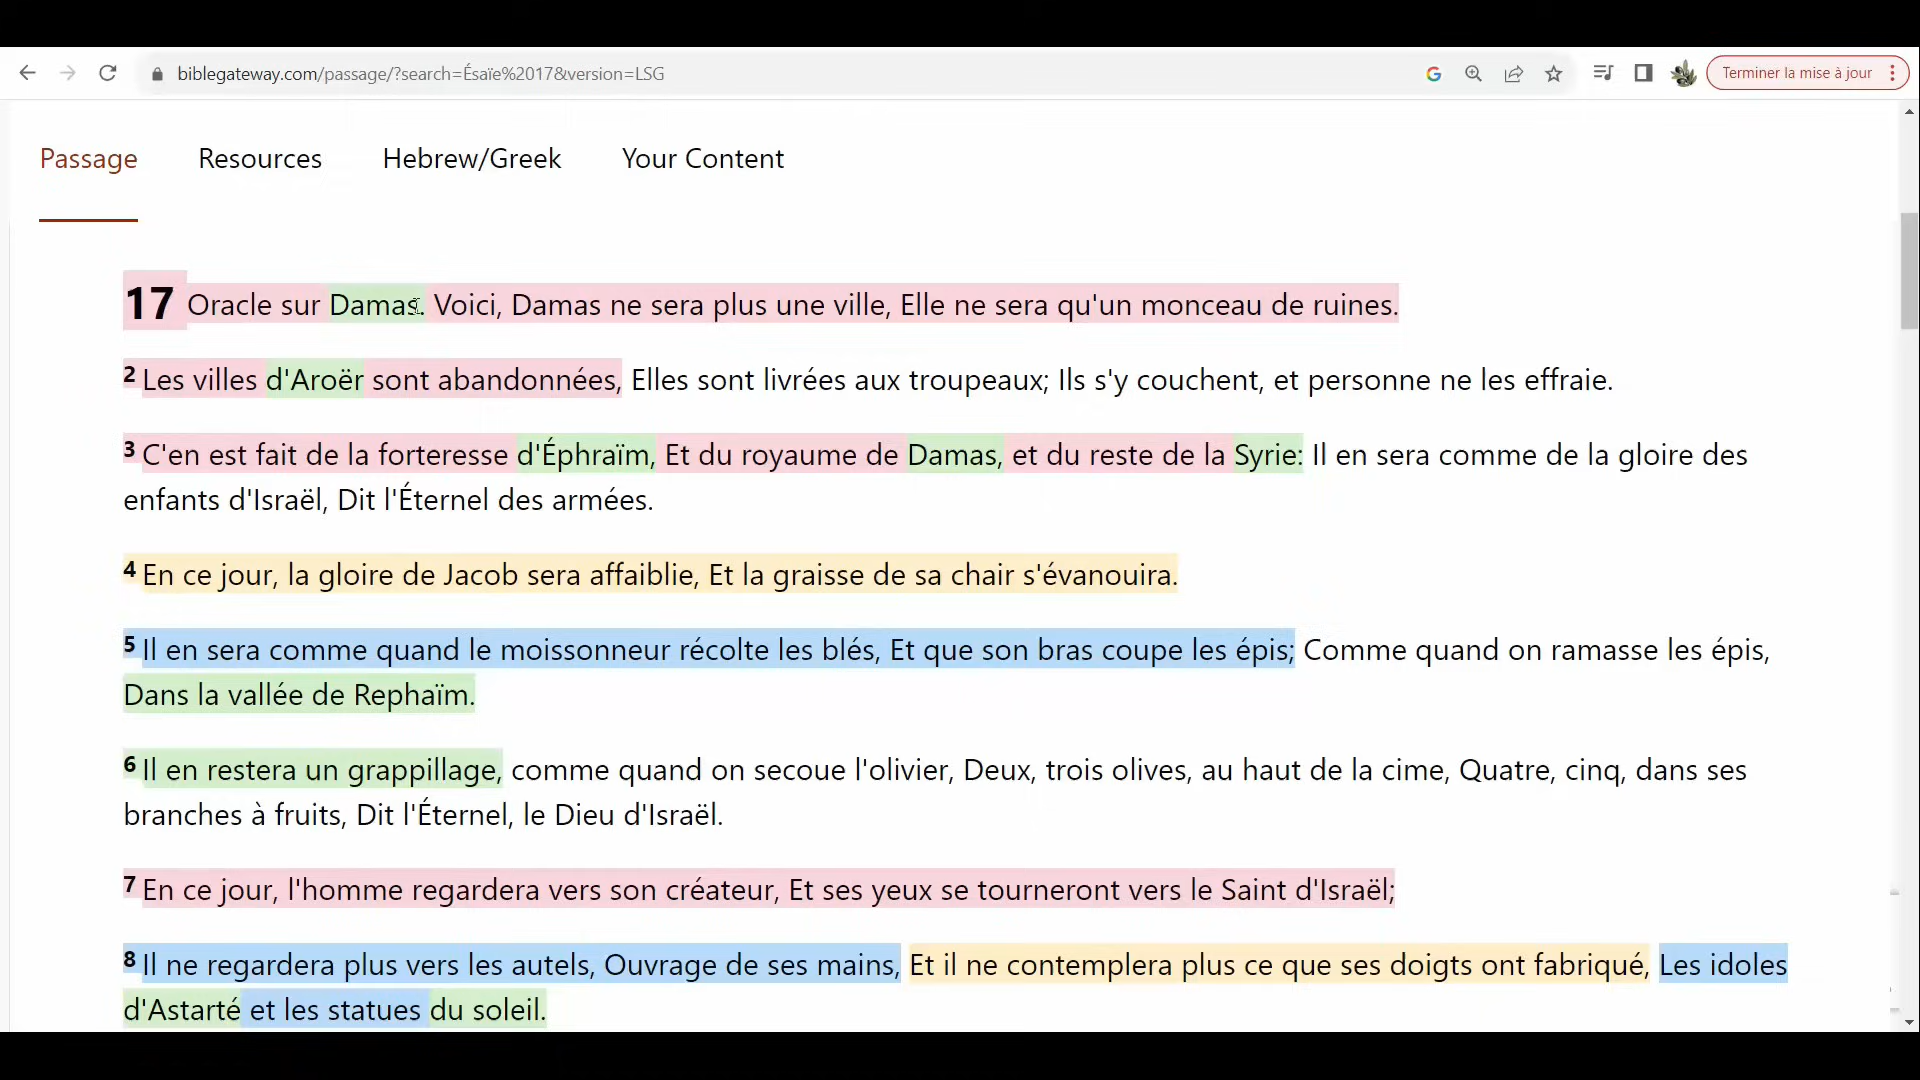 biblegateway.com/passage/?search=Ésaïe%2017&version=LSG
Terminer la mise à jour
Passage Resources Hebrew/Greek Your Content
17 Oracle sur Damas. Voici, Damas ne sera plus une ville, Elle ne sera qu'un monceau de ruines.
2 Les villes d'Aroër sont abandonnées, Elles sont livrées aux troupeaux; Ils s'y couchent, et personne ne les effraie.
3 C'en est fait de la forteresse d'Éphraïm, Et du royaume de Damas, et du reste de la Syrie: Il en sera comme de la gloire des
enfants d'Israël, Dit l'Éternel des armées.
4 En ce jour, la gloire de Jacob sera affaiblie, Et la graisse de sa chair s'évanouira.
5 Il en sera comme quand le moissonneur récolte les blés, Et que son bras coupe les épis; Comme quand on ramasse les épis,
Dans la vallée de Rephaïm.
6 Il en restera un grappillage, comme quand on secoue l'olivier, Deux, trois olives, au haut de la cime, Quatre, cinq, dans ses
branches à fruits, Dit l'Éternel, le Dieu d'Israël.
7 En ce jour, l'homme regardera vers son créateur, Et ses yeux se tourneront vers le Saint d'Israël;
8 Il ne regardera plus vers les autels, Ouvrage de ses mains, Et il ne contemplera plus ce que ses doigts ont fabriqué, Les idoles
d'Astarté et les statues du soleil.